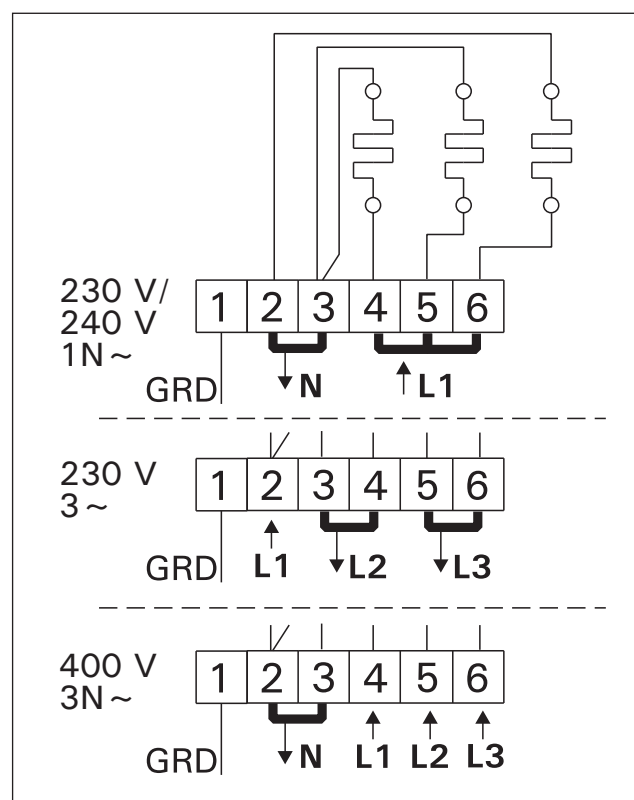 230 V/
240 V
1N ~
1 2 3 4 5 6
GRD N L1
230 V
3 ~
1 2 3 4 5 6
GRD L1 L2 L3
400 V
3N ~
1 2 3 4 5 6
GRD N L1 L2 L3